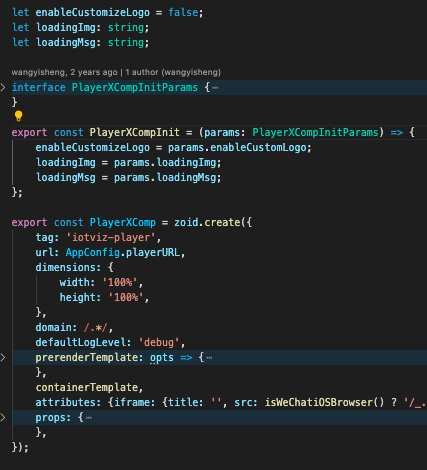 let enableCustomizeLogo = false;
let loadingImg: string;
let loadingMsg: string;
wangyisheng, 2 years ago | 1 author (wangyisheng)
interface PlayerXCompInitParams {…
}
export const PlayerXCompInit = (params: PlayerXCompInitParams) => {
    enableCustomizeLogo = params.enableCustomLogo;
    loadingImg = params.loadingImg;
    loadingMsg = params.loadingMsg;
};
export const PlayerXComp = zoid.create({
    tag: 'iotviz-player',
    url: AppConfig.playerURL,
    dimensions: {
        width: '100%',
        height: '100%',
    },
    domain: /.*/,
    defaultLogLevel: 'debug',
    prerenderTemplate: opts => {…
    },
    containerTemplate,
    attributes: {iframe: {title: '', src: isWeChatiOSBrowser() ? '/_.
    props: {…
    },
});